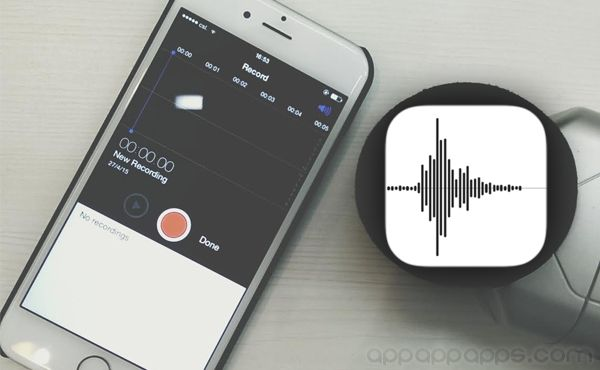 csl.
16:53
Record
00:00
00:01
00:02
00:03
00:04
00:05
00:00.00
New Recording
27/4/15
Done
No recordings
appappapps.com